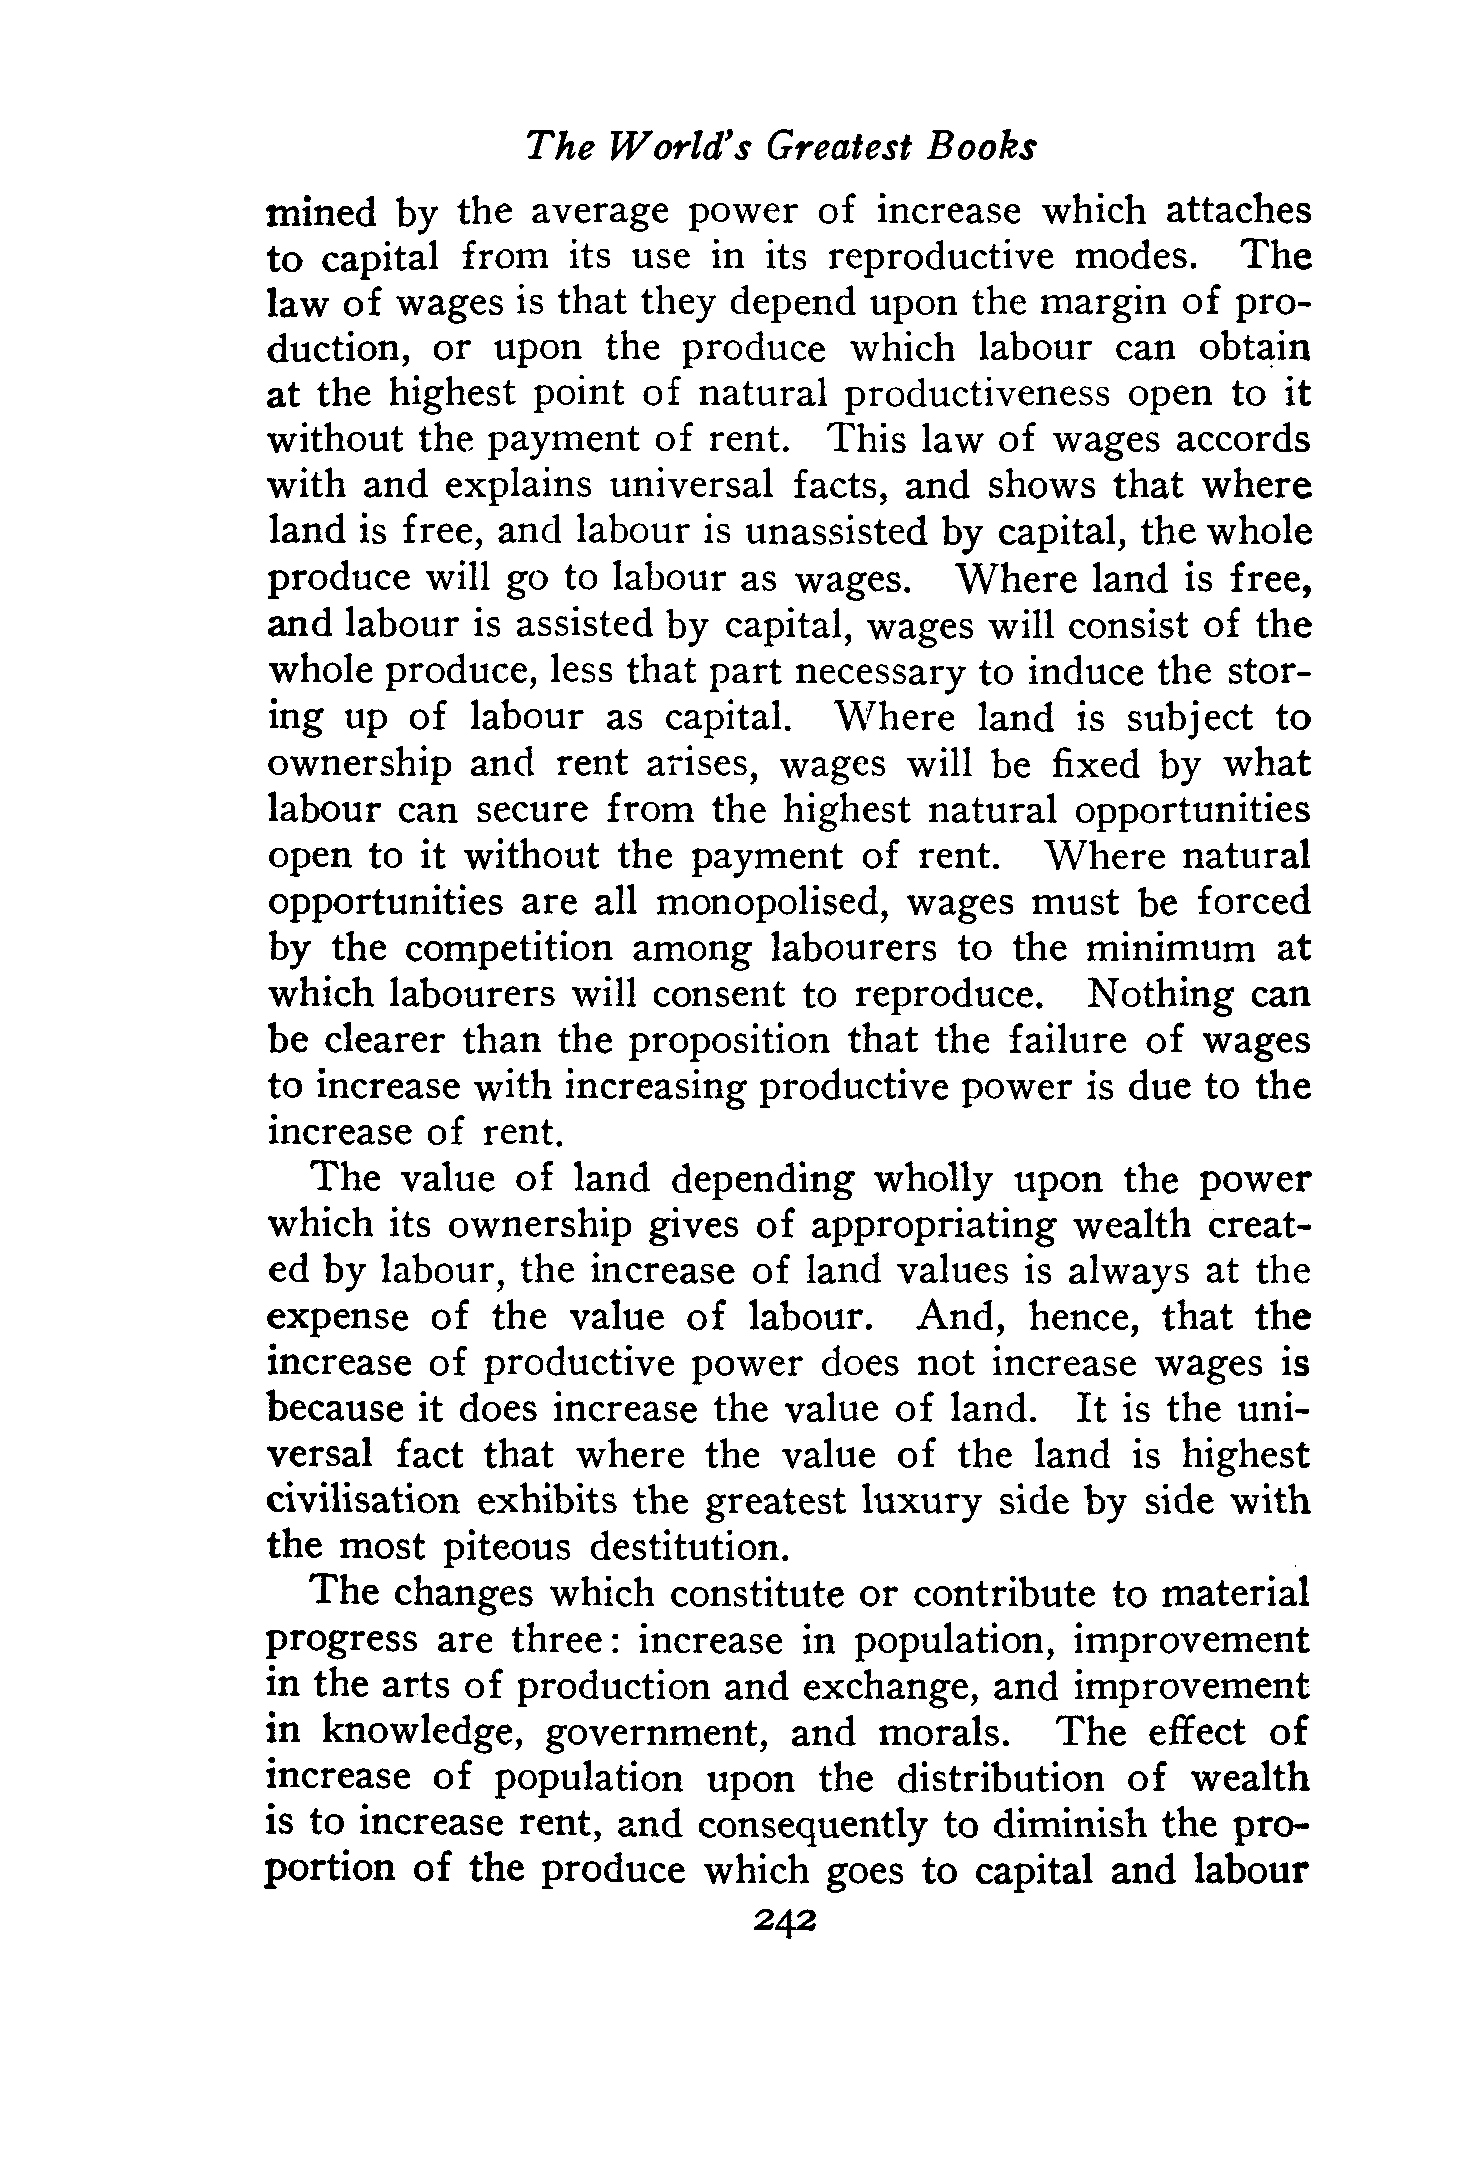 The World's Greatest Books
mined by the average power of increase which attaches
to capital from its use in its reproductive modes. The
law of wages is that they depend upon the margin of pro-
duction, or upon the produce which labour can obtain
at the highest point of natural productiveness open to it
without the payment of rent. This law of wages accords
with and explains universal facts, and shows that where
land is free, and labour is unassisted by capital, the whole
produce will go to labour as wages. Where land is free,
and labour is assisted by capital, wages will consist of the
whole produce, less that part necessary to induce the stor-
ing up of labour as capital. Where land is subject to
ownership and rent arises, wages will be fixed by what
labour can secure from the highest natural opportunities
open to it without the payment of rent. Where natural
opportunities are all monopolised, wages must be forced
by the competition among labourers to the minimum at
which labourers will consent to reproduce. Nothing can
be clearer than the proposition that the failure of wages
to increase with increasing productive power is due to the
increase of rent.
The value of land depending wholly upon the power
which its ownership gives of appropriating wealth creat-
ed by labour, the increase of land values is always at the
expense of the value of labour. And, hence, that the
increase of productive power does not increase wages is
because it does increase the value of land. It is the uni-
versal fact that where the value of the land is highest
civilisation exhibits the greatest luxury side by side with
the most piteous destitution.
The changes which constitute or contribute to material
progress are three: increase in population, improvement
in the arts of production and exchange, and improvement
in knowledge, government, and morals. The effect of
increase of population upon the distribution of wealth
is to increase rent, and consequently to diminish the pro-
portion of the produce which goes to capital and labour
242